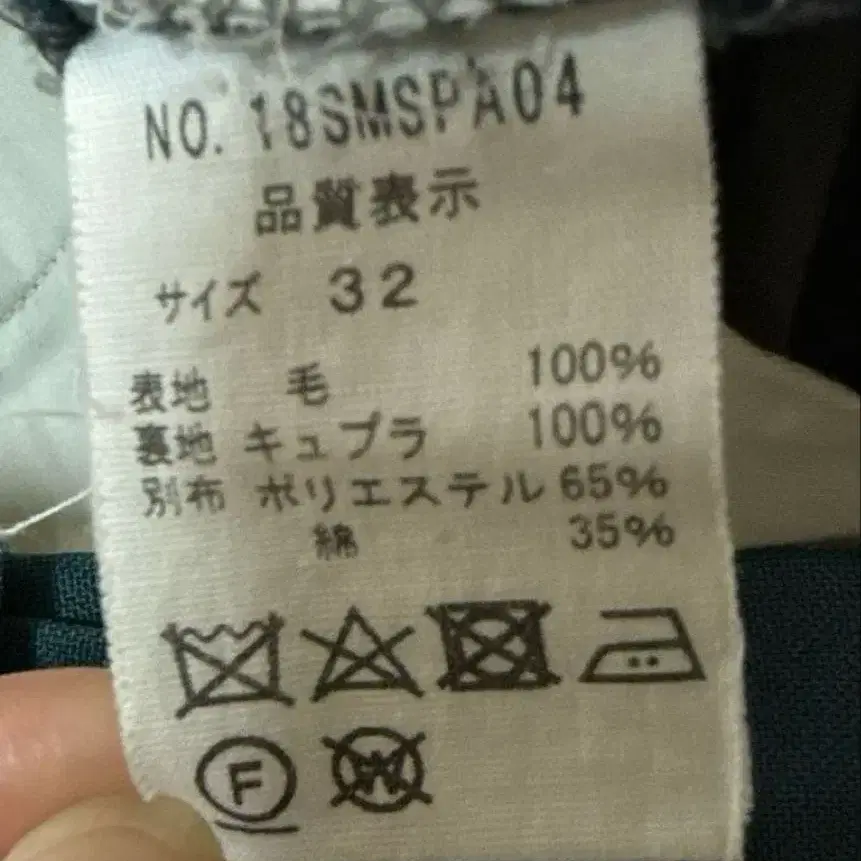 NO. 18SMSPA04
品質表示
サイズ 32
表地 毛 100%
裏地 キュプラ 100%
別布 ポリエステル 65%
綿 35%
F
W